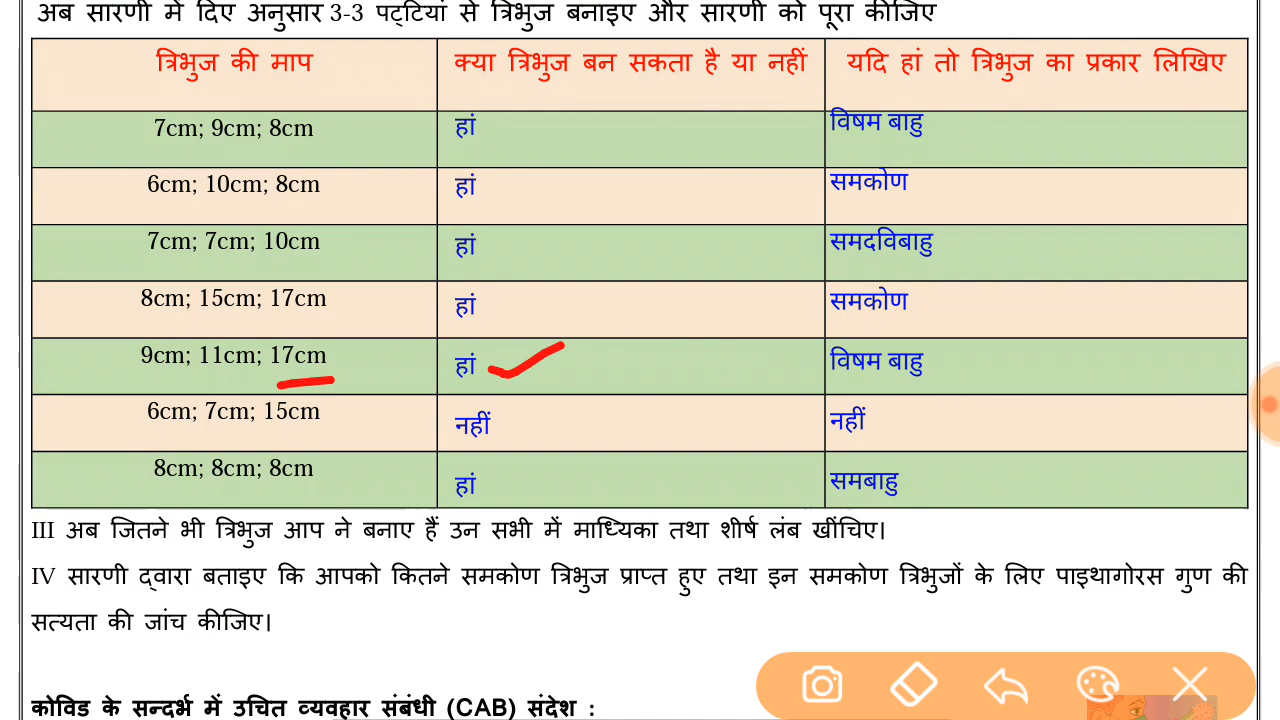 अब सारणी में दिए अनुसार 3-3 पट्टियां से त्रिभुज बनाइए और सारणी को पूरा कीजिए
त्रिभुज की माप क्या त्रिभुज बन सकता है या नहीं यदि हां तो त्रिभुज का प्रकार लिखिए
7cm; 9cm; 8cm हां विषम बाहु
6cm; 10cm; 8cm हां समकोण
7cm; 7cm; 10cm हां समदविबाहु
8cm; 15cm; 17cm हां समकोण
9cm; 11cm; 17cm हां विषम बाहु
6cm; 7cm; 15cm नहीं नहीं
8cm; 8cm; 8cm हां समबाहु
III अब जितने भी त्रिभुज आप ने बनाए हैं उन सभी में माध्यिका तथा शीर्ष लंब खींचिए।
IV सारणी द्वारा बताइए कि आपको कितने समकोण त्रिभुज प्राप्त हुए तथा इन समकोण त्रिभुजों के लिए पाइथागोरस गुण की
सत्यता की जांच कीजिए।
कोविड के सन्दर्भ में उचित व्यवहार संबंधी (CAB) संदेश :